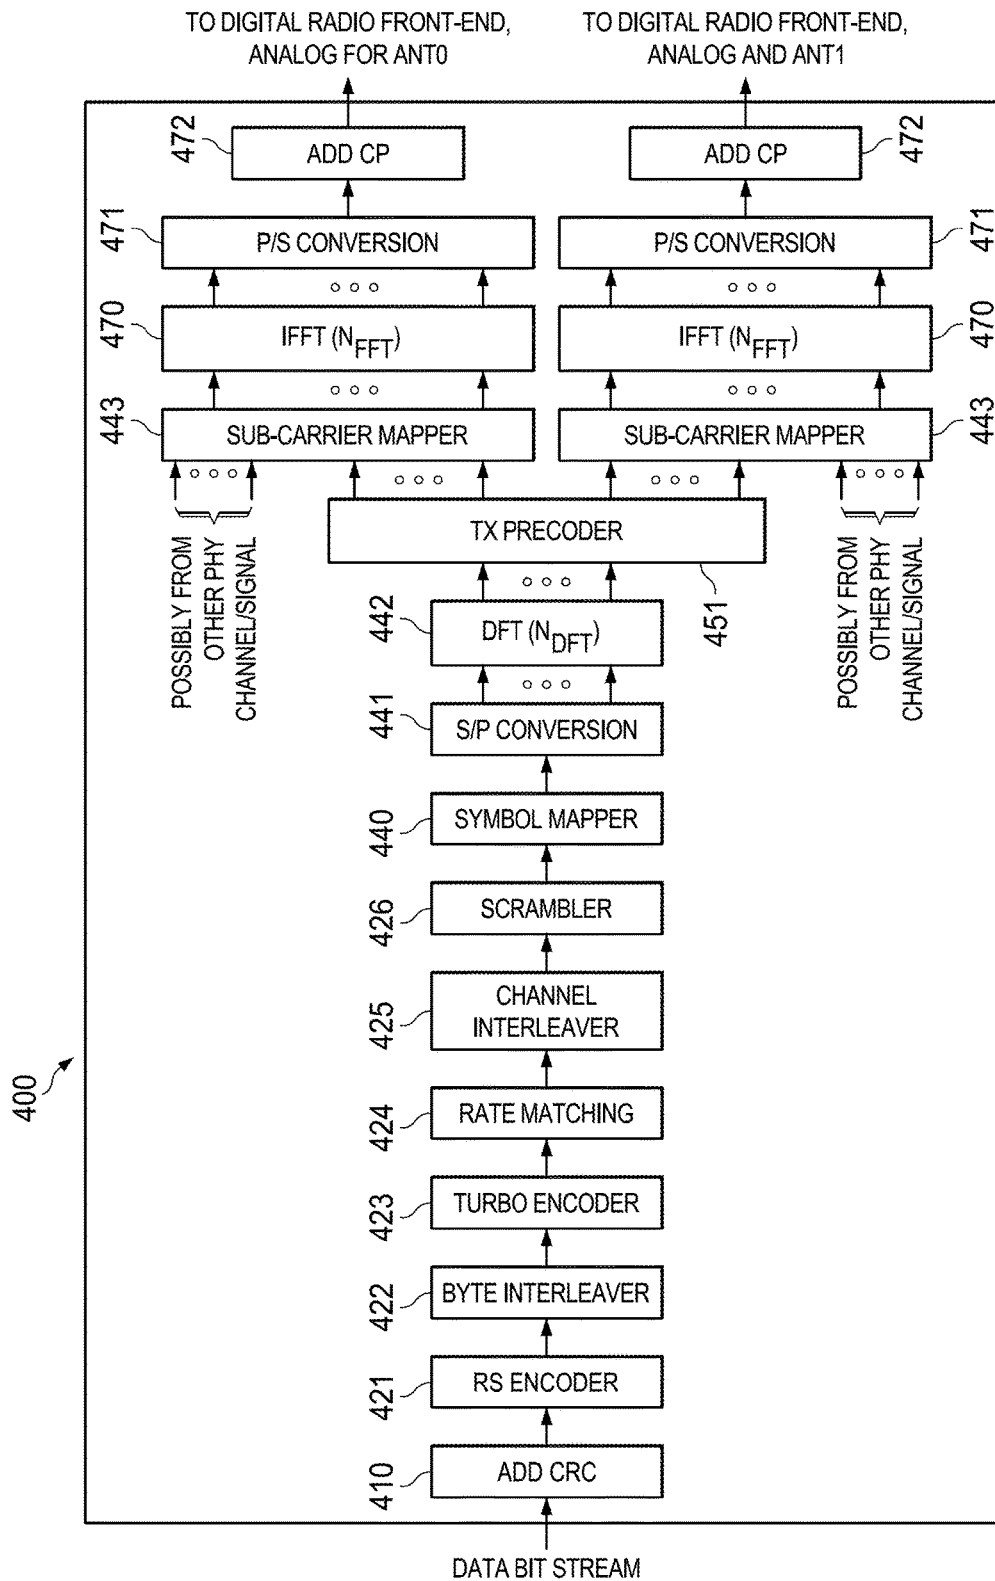 TO DIGITAL RADIO FRONT-END,
ANALOG FOR ANT0
TO DIGITAL RADIO FRONT-END,
ANALOG AND ANT1
472
ADD CP
ADD CP
472
471
P/S CONVERSION
P/S CONVERSION
471
470
IFFT (NFFT)
IFFT (NFFT)
470
443
SUB-CARRIER MAPPER
SUB-CARRIER MAPPER
443
POSSIBLY FROM
OTHER PHY
CHANNEL/SIGNAL
TX PRECODER
451
POSSIBLY FROM
OTHER PHY
CHANNEL/SIGNAL
442
DFT (NDFT)
441
S/P CONVERSION
440
SYMBOL MAPPER
426
SCRAMBLER
425
CHANNEL
INTERLEAVER
400
424
RATE MATCHING
423
TURBO ENCODER
422
BYTE INTERLEAVER
421
RS ENCODER
410
ADD CRC
DATA BIT STREAM